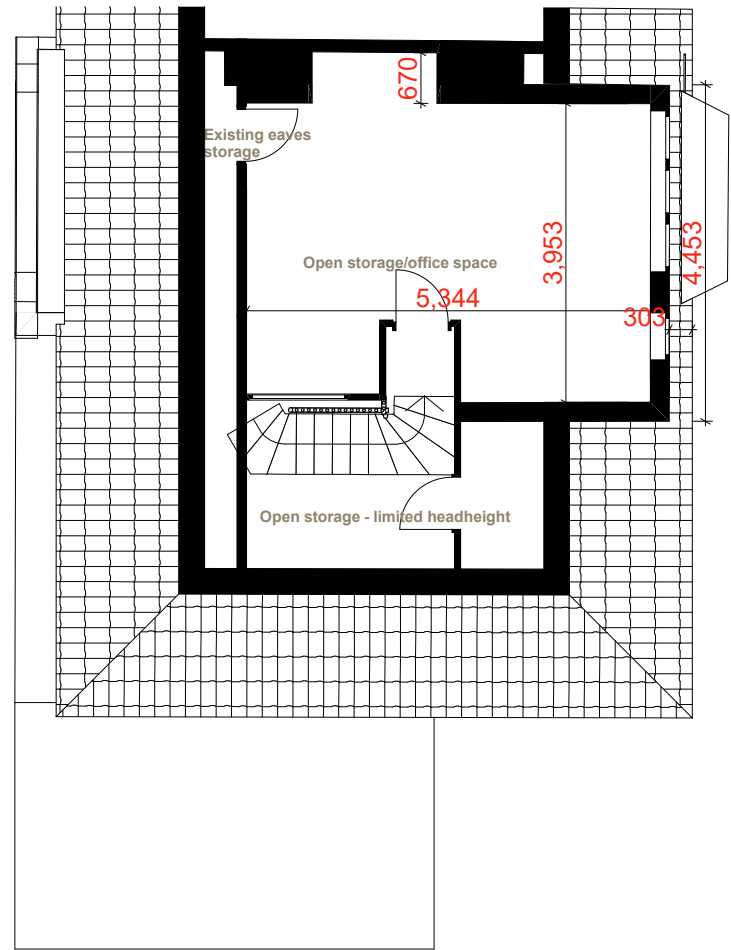 670
Existing eaves
storage
3,953
4,453
Open storage/office space
5,344
303
Open storage - limited headheight